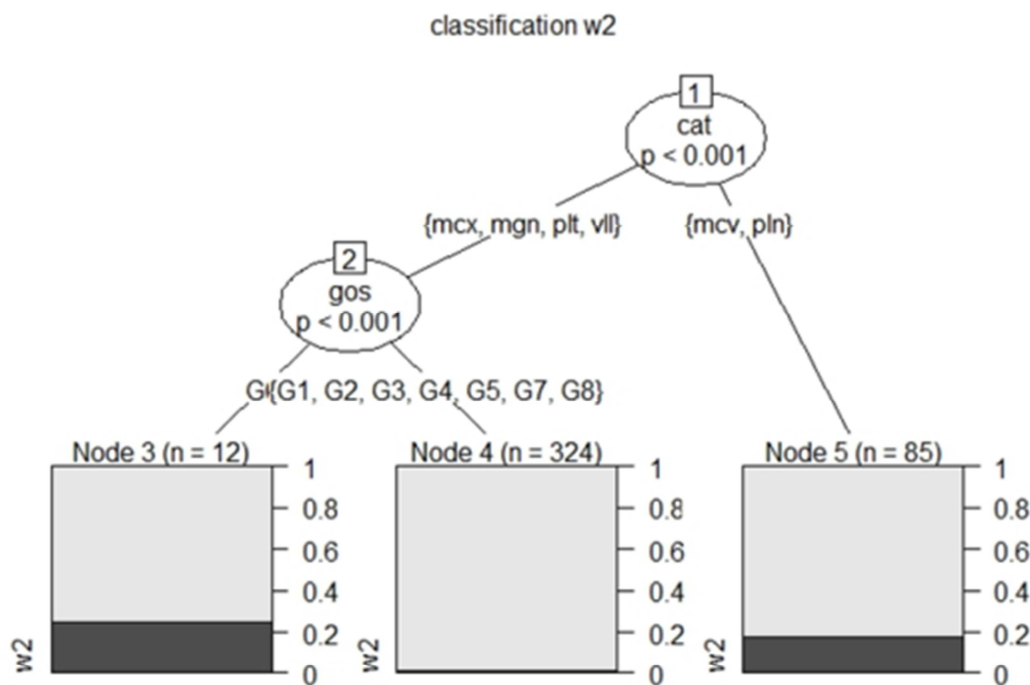 classification w2
1
cat
p < 0.001
{mcx, mgn, plt, vll}
{mcv, pln}
2
gos
p < 0.001
{G1, G2, G3, G4, G5, G7, G8}
Node 3 (n = 12)
Node 4 (n = 324)
Node 5 (n = 85)
w2
1
0.8
0.6
0.4
0.2
0
w2
1
0.8
0.6
0.4
0.2
0
w2
1
0.8
0.6
0.4
0.2
0